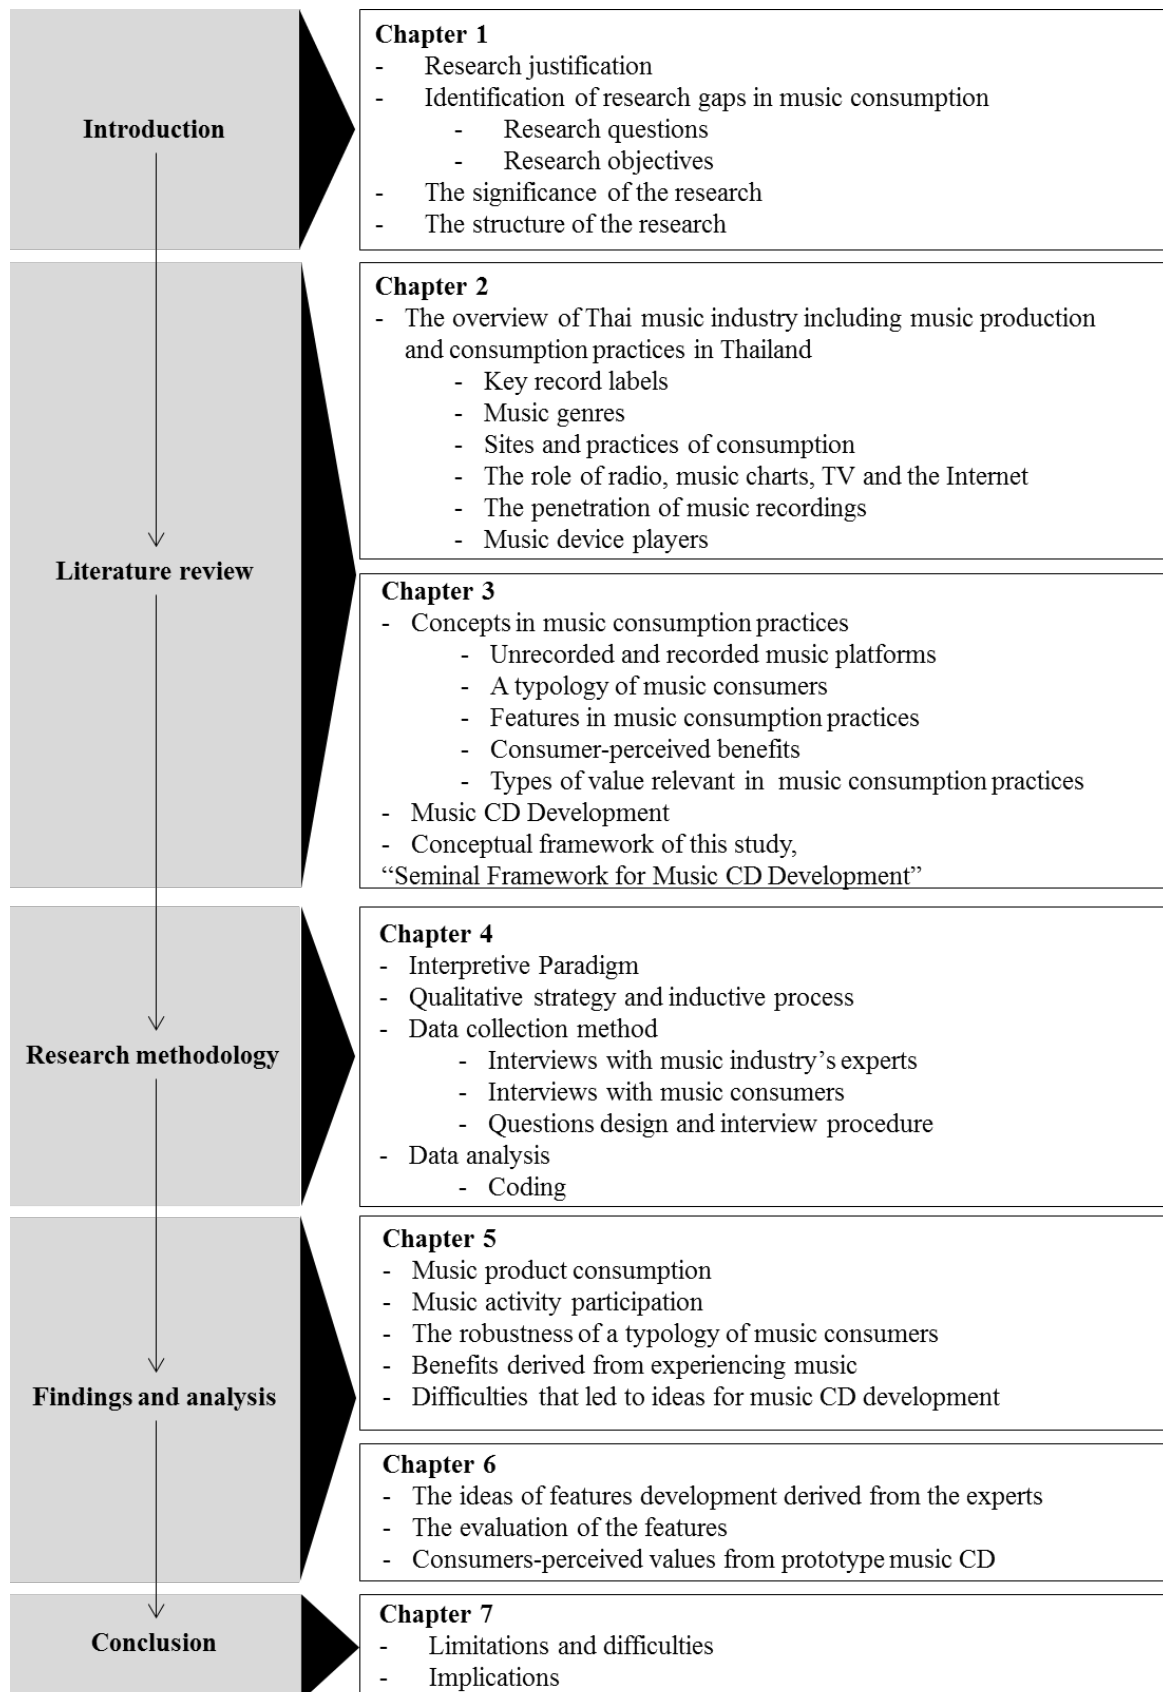 Introduction
Chapter 1
- Research justification
- Identification of research gaps in music consumption
- Research questions
- Research objectives
- The significance of the research
- The structure of the research
Literature review
Chapter 2
- The overview of Thai music industry including music production
and consumption practices in Thailand
- Key record labels
- Music genres
- Sites and practices of consumption
- The role of radio, music charts, TV and the Internet
- The penetration of music recordings
- Music device players
Chapter 3
- Concepts in music consumption practices
- Unrecorded and recorded music platforms
- A typology of music consumers
- Features in music consumption practices
- Consumer-perceived benefits
- Types of value relevant in music consumption practices
- Music CD Development
- Conceptual framework of this study,
“Seminal Framework for Music CD Development”
Research methodology
Chapter 4
- Interpretive Paradigm
- Qualitative strategy and inductive process
- Data collection method
- Interviews with music industry’s experts
- Interviews with music consumers
- Questions design and interview procedure
- Data analysis
- Coding
Findings and analysis
Chapter 5
- Music product consumption
- Music activity participation
- The robustness of a typology of music consumers
- Benefits derived from experiencing music
- Difficulties that led to ideas for music CD development
Chapter 6
- The ideas of features development derived from the experts
- The evaluation of the features
- Consumers-perceived values from prototype music CD
Conclusion
Chapter 7
- Limitations and difficulties
- Implications